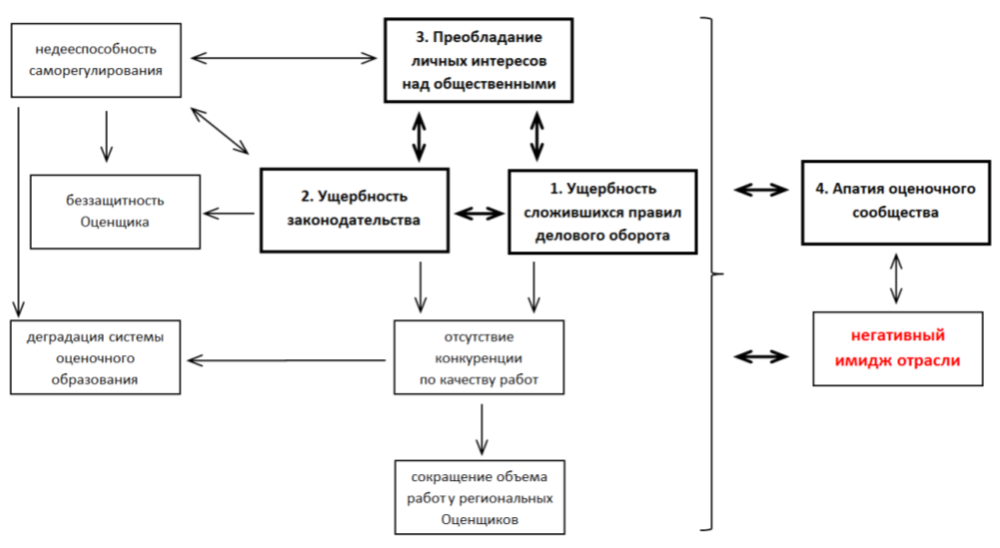 недееспособность
саморегулирования
3. Преобладание
личных интересов
над общественными
беззащитность
Оценщика
2. Ущербность
законодательства
1. Ущербность
сложившихся правил
делового оборота
4. Апатия оценочного
сообщества
деградация системы
оценочного
образования
отсутствие
конкуренции
по качеству работ
негативный
имидж отрасли
сокращение объема
работ у региональных
Оценщиков